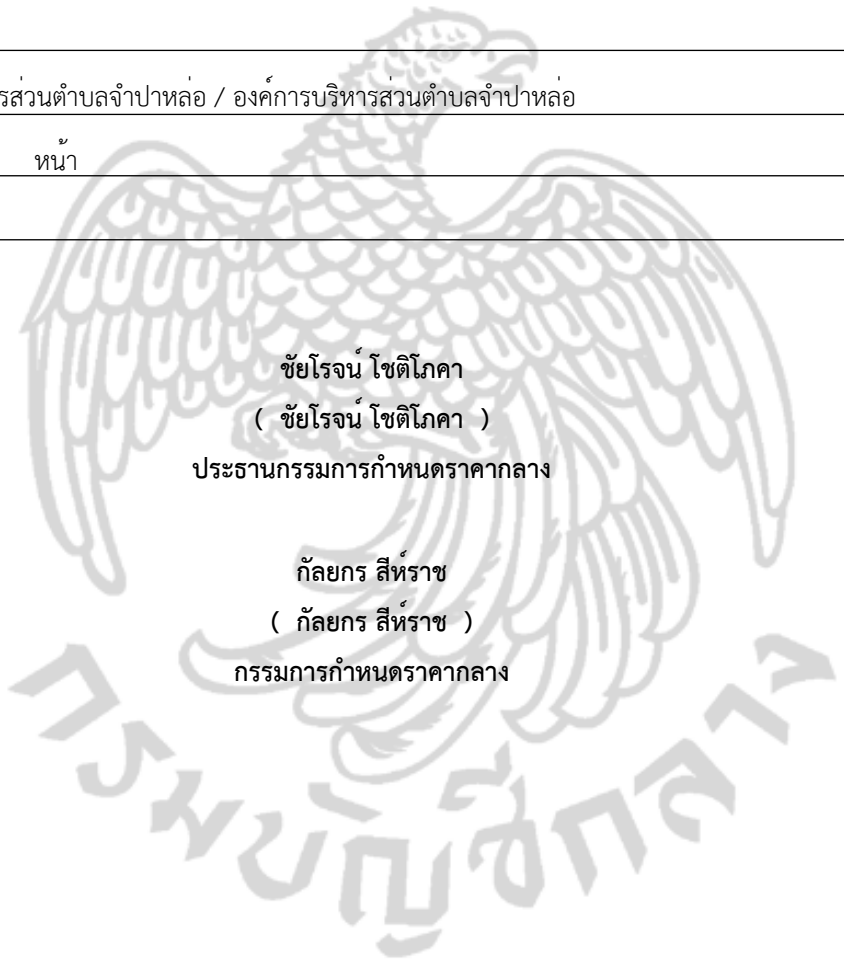 รส่วนตำบลจำปาหล่อ / องค์การบริหารส่วนตำบลจำปาหล่อ
หน้า
ชัยโรจน์ โชติโภคา
( ชัยโรจน์ โชติโภคา )
ประธานกรรมการกำหนดราคากลาง
กัลยกร สีห์ราช
( กัลยกร สีห์ราช )
กรรมการกำหนดราคากลาง
กรมบัญชีกลาง